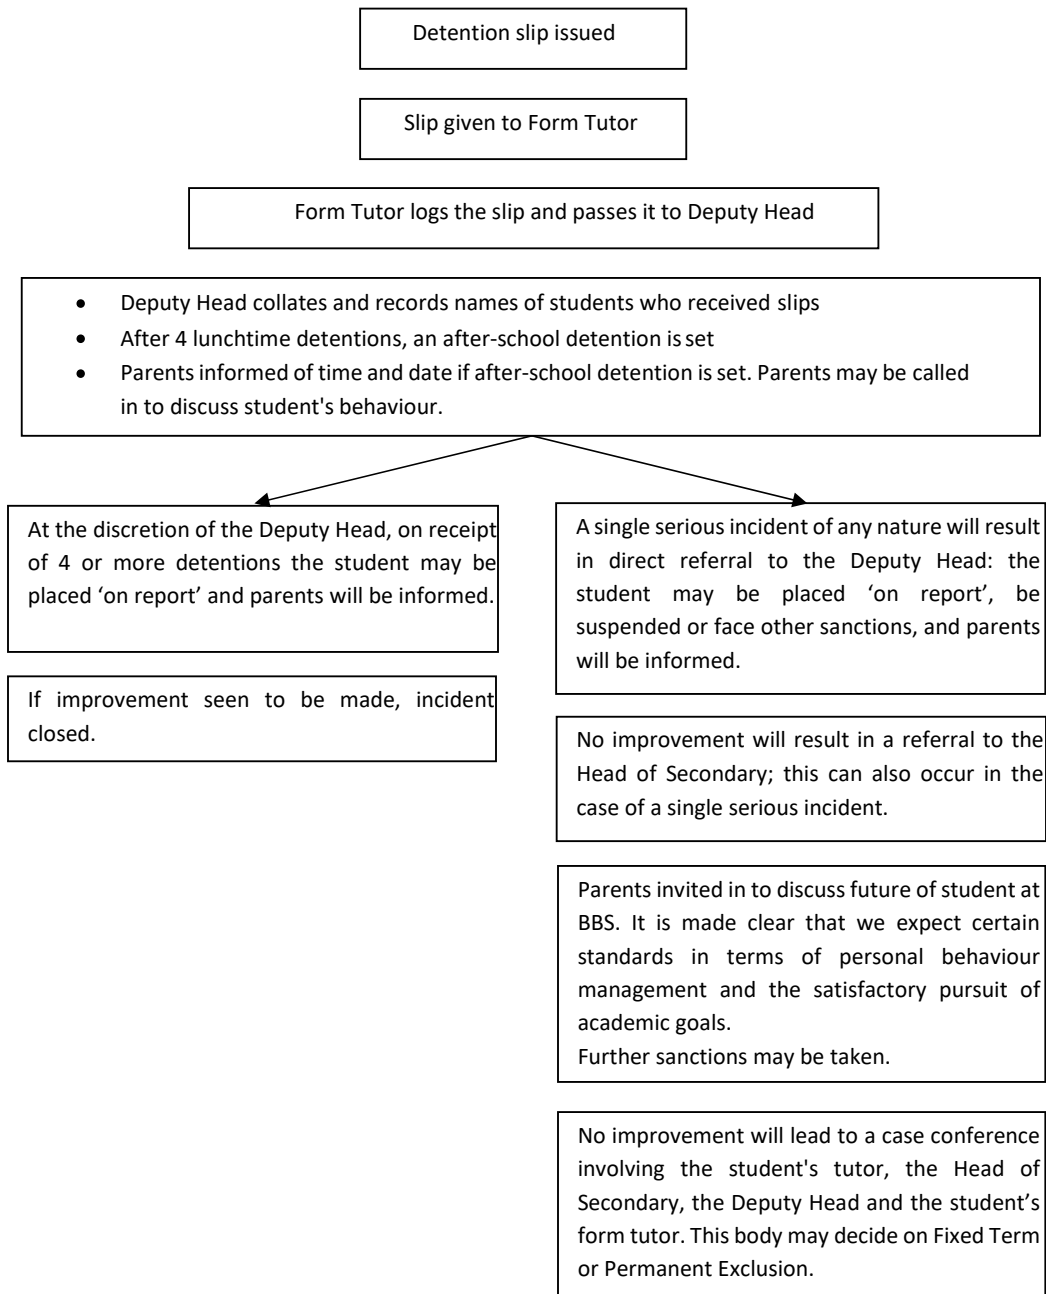 Detention slip issued
Slip given to Form Tutor
Form Tutor logs the slip and passes it to Deputy Head
• Deputy Head collates and records names of students who received slips
• After 4 lunchtime detentions, an after-school detention is set
• Parents informed of time and date if after-school detention is set. Parents may be called
in to discuss student's behaviour.
At the discretion of the Deputy Head, on receipt
of 4 or more detentions the student may be
placed ‘on report’ and parents will be informed.
If improvement seen to be made, incident
closed.
A single serious incident of any nature will result
in direct referral to the Deputy Head: the
student may be placed ‘on report’, be
suspended or face other sanctions, and parents
will be informed.
No improvement will result in a referral to the
Head of Secondary; this can also occur in the
case of a single serious incident.
Parents invited in to discuss future of student at
BBS. It is made clear that we expect certain
standards in terms of personal behaviour
management and the satisfactory pursuit of
academic goals.
Further sanctions may be taken.
No improvement will lead to a case conference
involving the student's tutor, the Head of
Secondary, the Deputy Head and the student’s
form tutor. This body may decide on Fixed Term
or Permanent Exclusion.